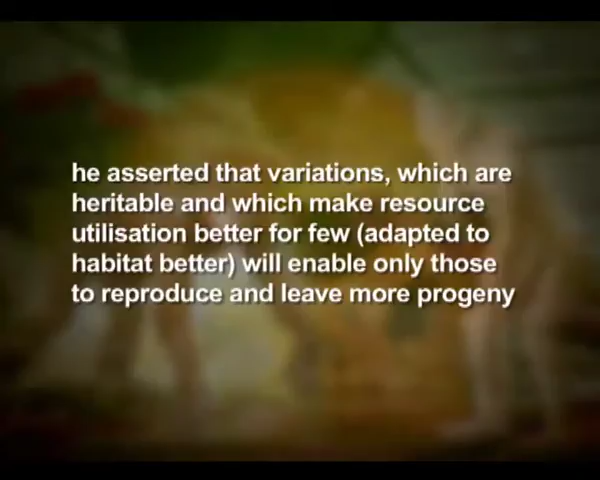 he asserted that variations, which are
heritable and which make resource
utilisation better for few (adapted to
habitat better) will enable only those
to reproduce and leave more progeny